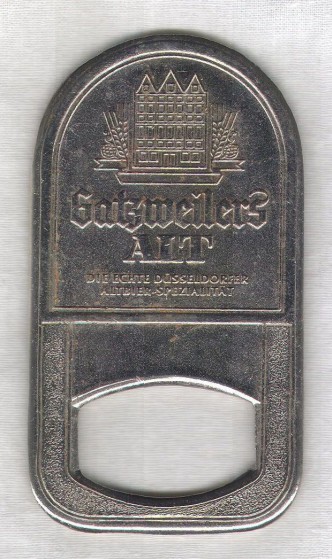 Gatzweilers
ALT
DIE ECHTE DÜSSELDORFER
ALTBIER-SPEZIALITÄT